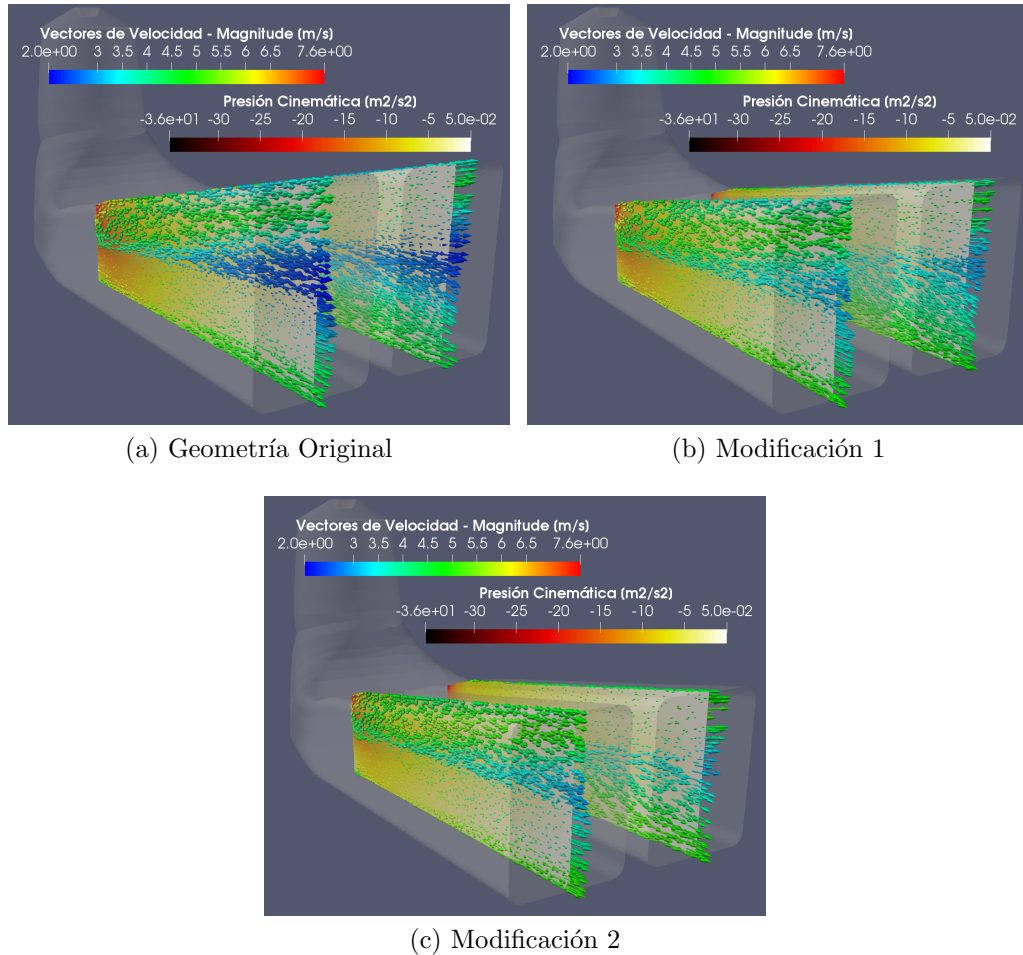 Vectores de Velocidad - Magnitude (m/s)
2.0e+00 3 3.5 4 4.5 5 5.5 6 6.5 7.6e+00
Presión Cinemática (m2/s2)
-3.6e+01 -30 -25 -20 -15 -10 -5 5.0e-02
(a) Geometría Original
Vectores de Velocidad - Magnitude (m/s)
2.0e+00 3 3.5 4 4.5 5 5.5 6 6.5 7.6e+00
Presión Cinemática (m2/s2)
-3.6e+01 -30 -25 -20 -15 -10 -5 5.0e-02
(b) Modificación 1
Vectores de Velocidad - Magnitude (m/s)
2.0e+00 3 3.5 4 4.5 5 5.5 6 6.5 7.6e+00
Presión Cinemática (m2/s2)
-3.6e+01 -30 -25 -20 -15 -10 -5 5.0e-02
(c) Modificación 2